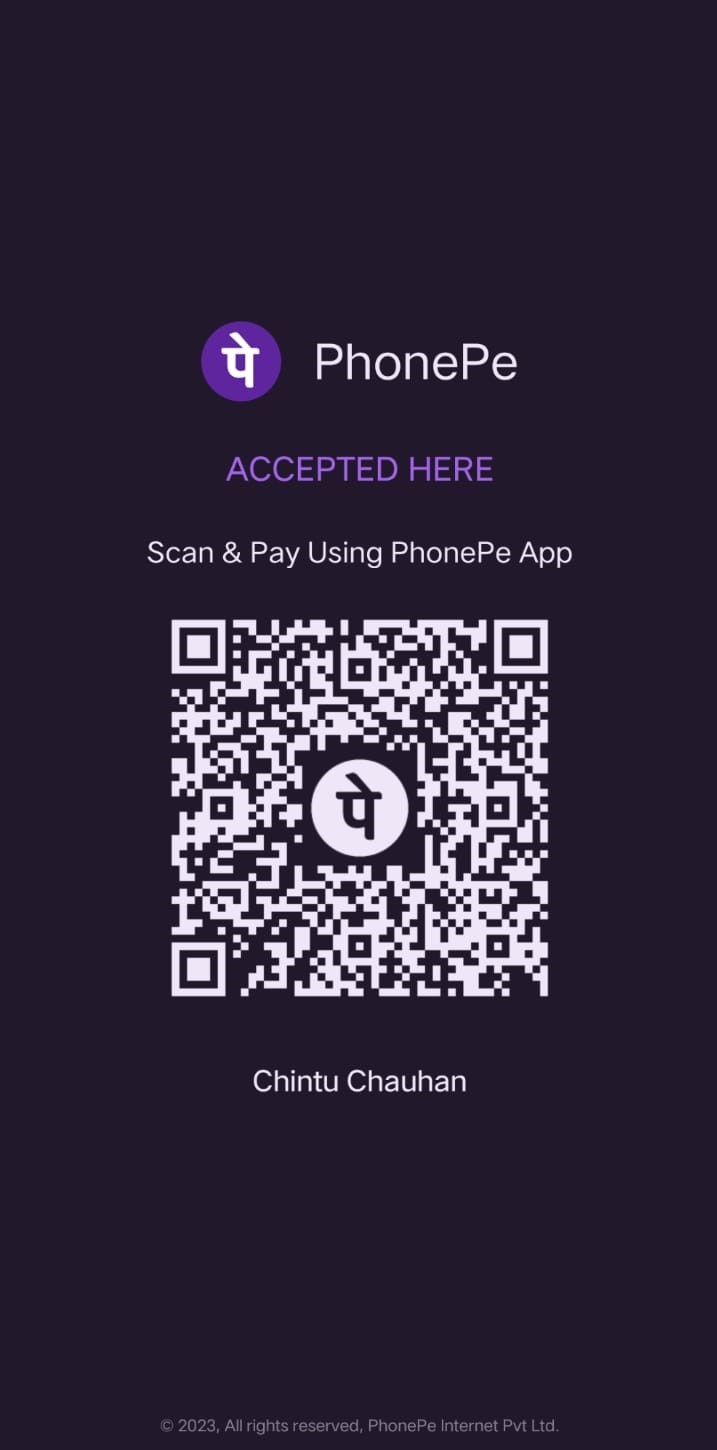 पे PhonePe
ACCEPTED HERE
Scan & Pay Using PhonePe App
पे
Chintu Chauhan
© 2023, All rights reserved, PhonePe Internet Pvt Ltd.